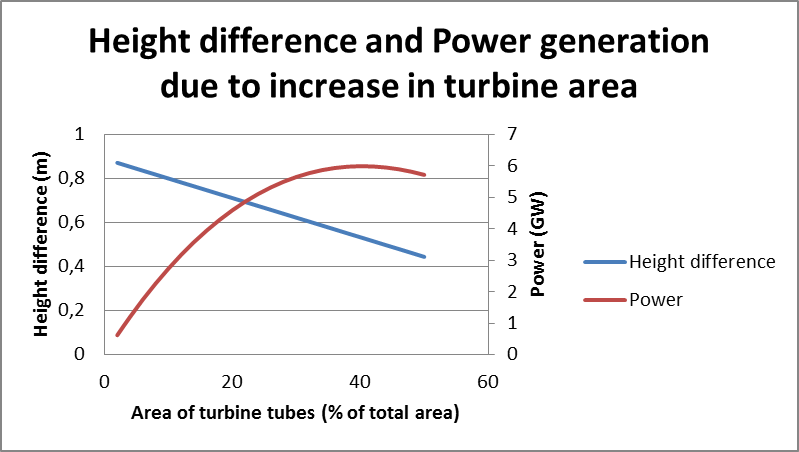 Height difference and Power generation
due to increase in turbine area
Height difference (m)
1
0,8
0,6
0,4
0,2
0
7
6
5
4
3
2
1
0
Power (GW)
0
20
40
60
Area of turbine tubes (% of total area)
Height difference
Power